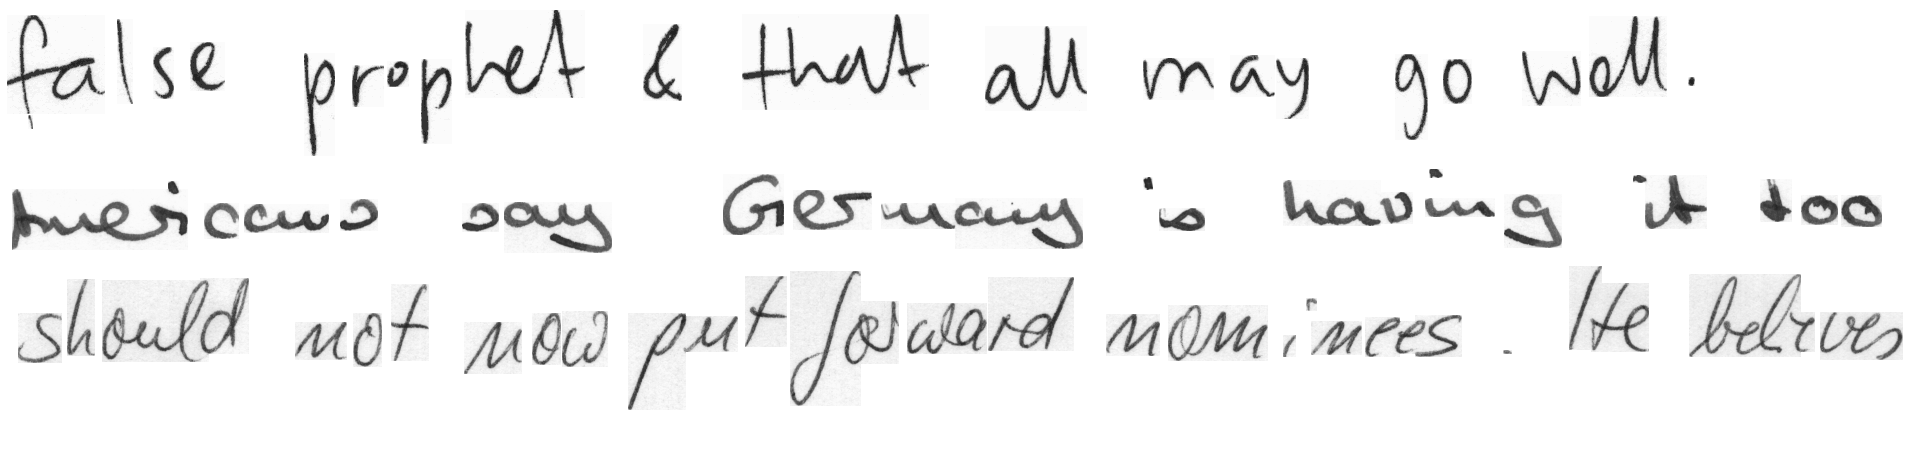 false prophet & that all may go well.
Americans say Germany is having it too
should not now put forward nominees. He believes